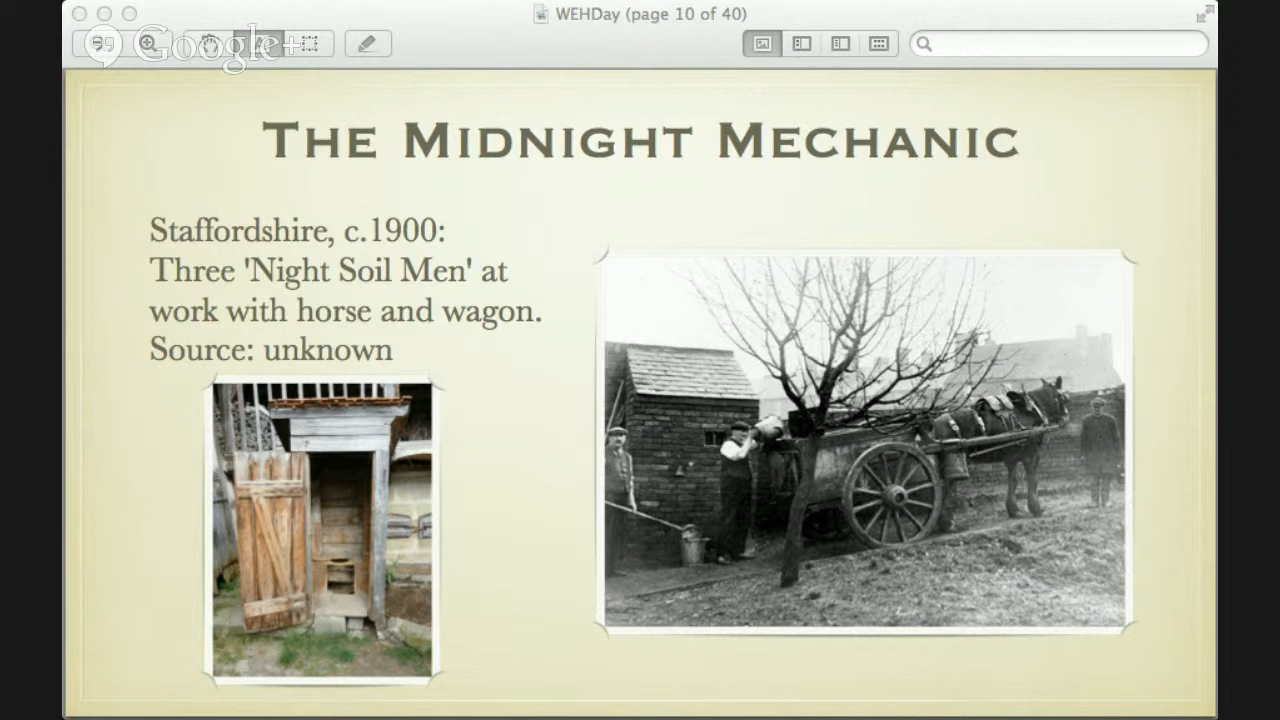 WEHDay (page 10 of 40)
Google+
THE MIDNIGHT MECHANIC
Staffordshire, c.1900:
Three 'Night Soil Men' at
work with horse and wagon.
Source: unknown